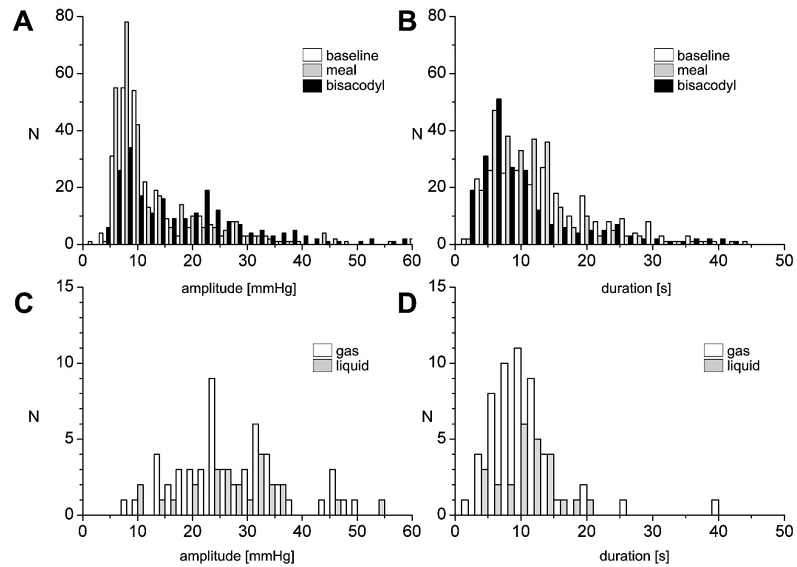 A
80
60
40
20
0
N
baseline
meal
bisacodyl
0 10 20 30 40 50 60
amplitude [mmHg]
B
80
60
40
20
0
N
baseline
meal
bisacodyl
0 10 20 30 40 50
duration [s]
C
15
10
5
0
N
gas
liquid
0 10 20 30 40 50 60
amplitude [mmHg]
D
15
10
5
0
N
gas
liquid
0 10 20 30 40 50
duration [s]